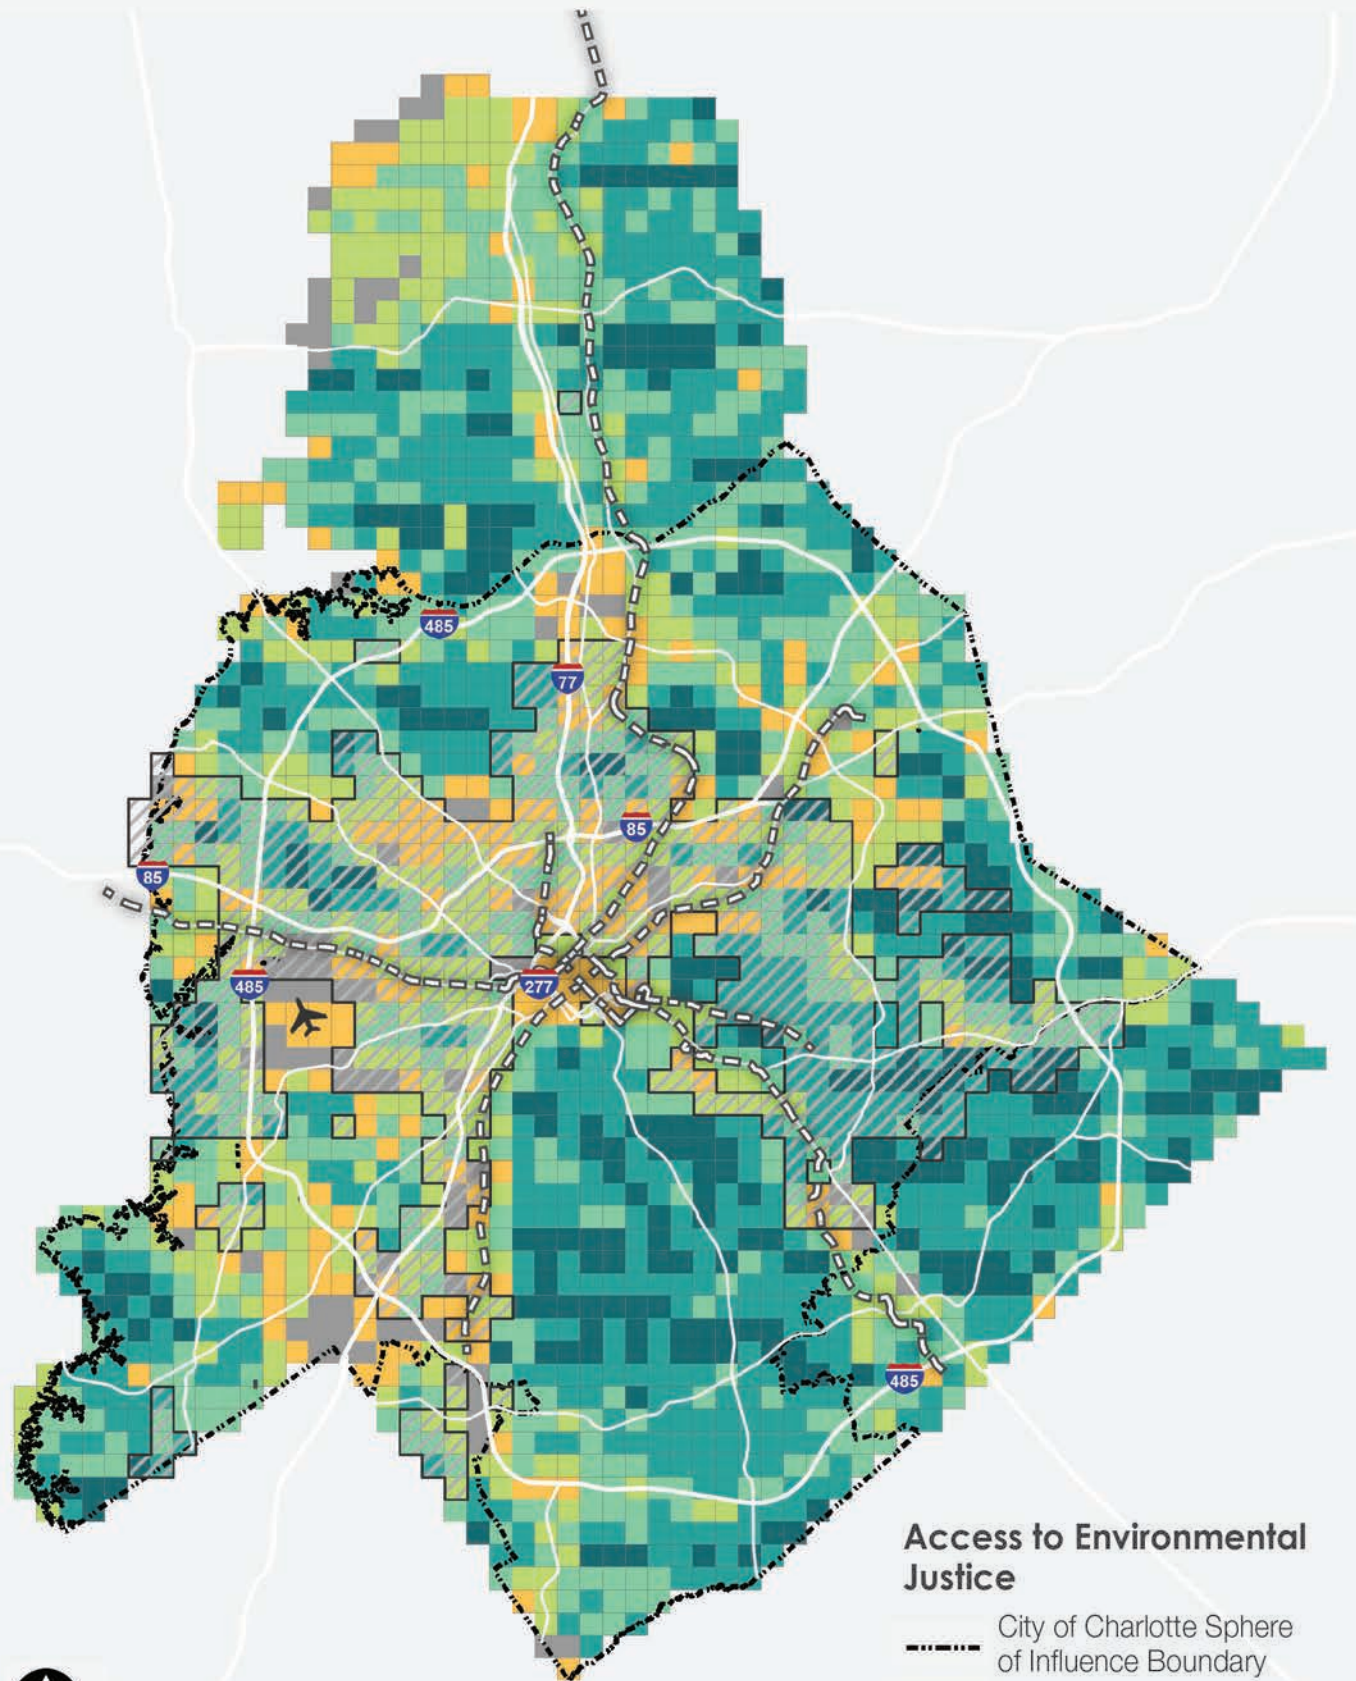 485
77
85
85
485
277
485
Access to Environmental
Justice
City of Charlotte Sphere
of Influence Boundary